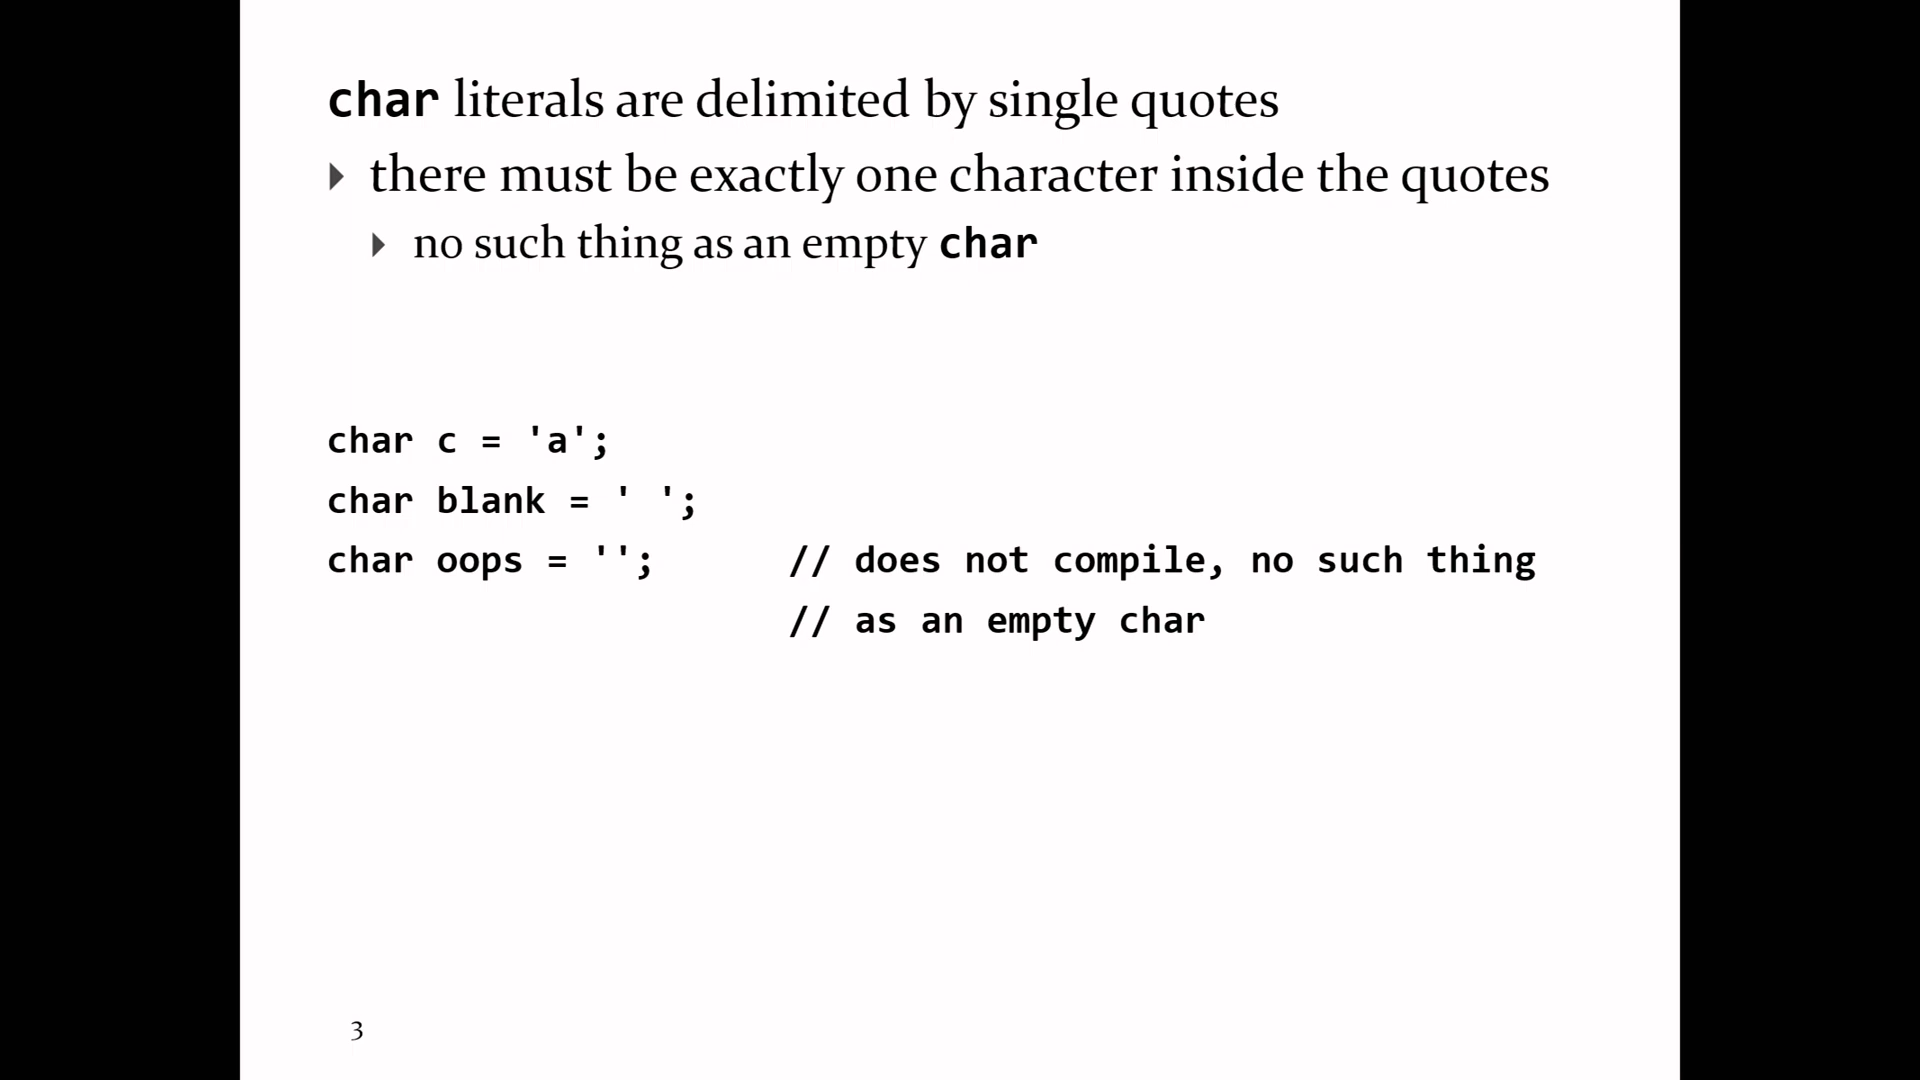 char literals are delimited by single quotes
there must be exactly one character inside the quotes
no such thing as an empty char
char c = 'a';
char blank = ' ';
char oops = ''; // does not compile, no such thing
// as an empty char
3